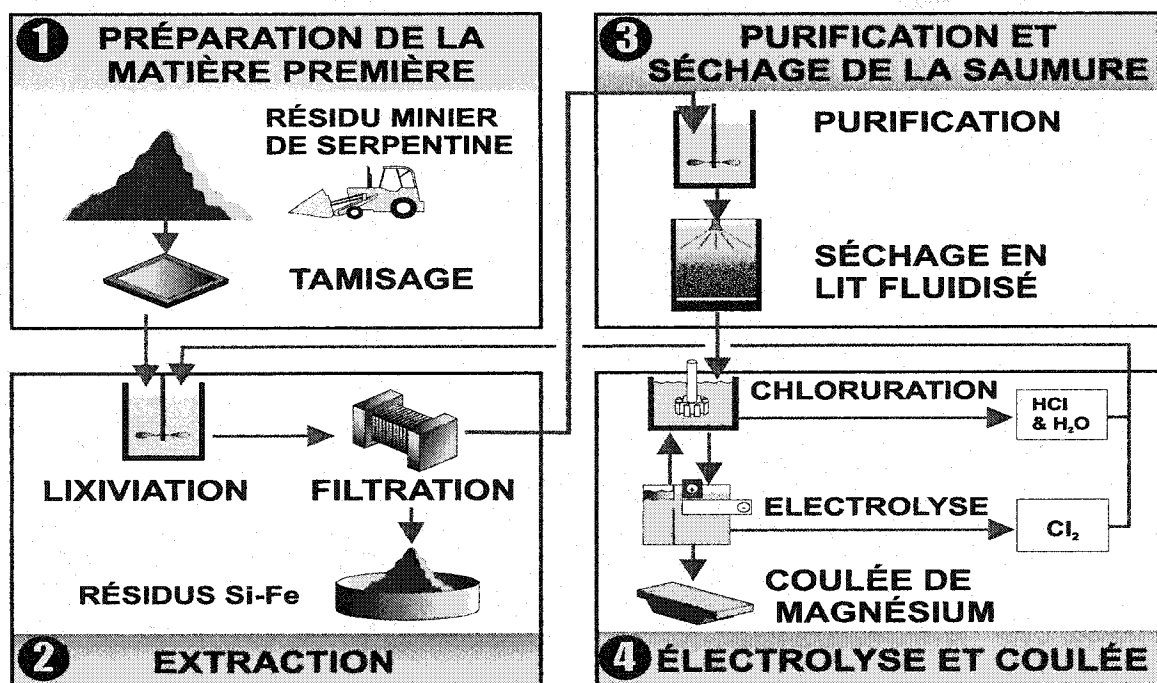 1 PRÉPARATION DE LA
MATIÈRE PREMIÈRE
RÉSIDU MINIER
DE SERPENTINE
TAMISAGE
LIXIVIATION
FILTRATION
RÉSIDUS Si-Fe
2 EXTRACTION
3 PURIFICATION ET
SÉCHAGE DE LA SAUMURE
PURIFICATION
SÉCHAGE EN
LIT FLUIDISÉ
CHLORURATION
HCl
& H₂O
ELECTROLYSE
Cl₂
COULÉE DE
MAGNÉSIUM
4 ÉLECTROLYSE ET COULÉE